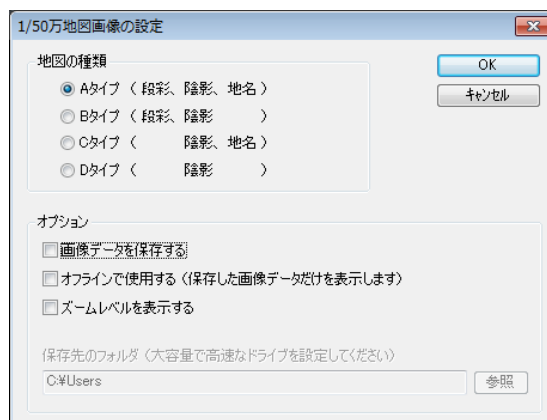 1/50万地図画像の設定
地図の種類
Aタイプ （ 段彩、陰影、地名 ）
Bタイプ （ 段彩、陰影　　　 ）
Cタイプ （ 　　　陰影、地名 ）
Dタイプ （ 　　　陰影　　　 ）
OK
キャンセル
オプション
画像データを保存する
オフラインで使用する （保存した画像データだけを表示します）
ズームレベルを表示する
保存先のフォルダ （大容量で高速なドライブを設定してください）
C:¥Users
参照